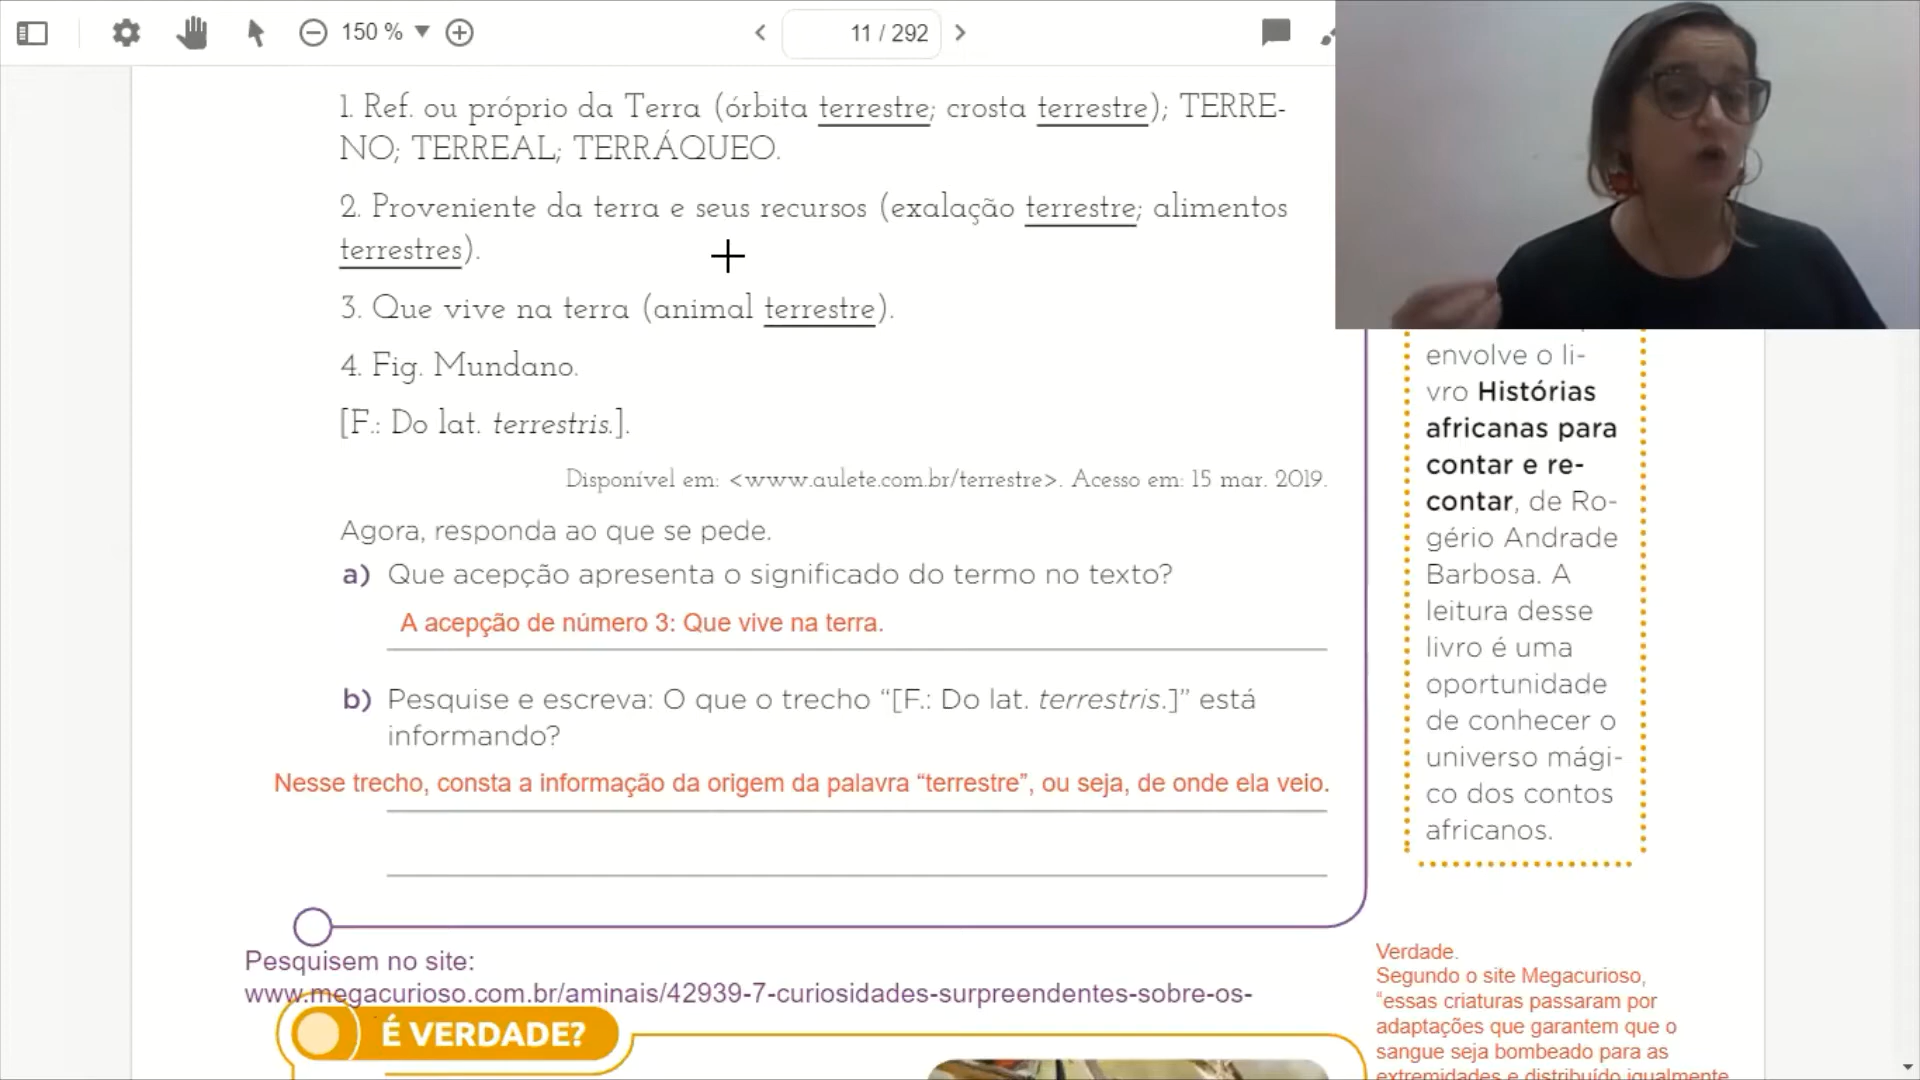 150 %
11 / 292
1. Ref. ou próprio da Terra (órbita terrestre; crosta terrestre); TERRE-
NO; TERREAL; TERRÁQUEO.
2. Proveniente da terra e seus recursos (exalação terrestre; alimentos
terrestres).
3. Que vive na terra (animal terrestre).
4. Fig. Mundano.
[F.: Do lat. terrestris.].
Disponível em: <www.aulete.com.br/terrestre>. Acesso em: 15 mar. 2019.
Agora, responda ao que se pede.
a) Que acepção apresenta o significado do termo no texto?
A acepção de número 3: Que vive na terra.
b) Pesquise e escreva: O que o trecho “[F.: Do lat. terrestris.]” está
informando?
Nesse trecho, consta a informação da origem da palavra “terrestre”, ou seja, de onde ela veio.
Pesquisem no site:
www.megacurioso.com.br/aminais/42939-7-curiosidades-surpreendentes-sobre-os-
É VERDADE?
envolve o li-
vro Histórias
africanas para
contar e re-
contar, de Ro-
gério Andrade
Barbosa. A
leitura desse
livro é uma
oportunidade
de conhecer o
universo mági-
co dos contos
africanos.
Verdade.
Segundo o site Megacurioso,
“essas criaturas passaram por
adaptações que garantem que o
sangue seja bombeado para as
extremidades e distribuído igualmente